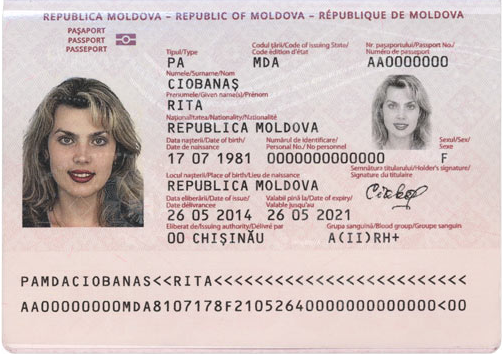 REPUBLICA MOLDOVA – REPUBLIC OF MOLDOVA – RÉPUBLIQUE DE MOLDOVA
PAŞAPORT
PASSPORT
PASSEPORT
Tipul/Type
Codul ţării/Code of issuing State/
Code édition d'état
Nr. paşaportului/Passport No./
Numéro de passeport
PA MDA AA0000000
Numele/Surname/Nom
CIOBANAŞ
Prenumele/Given name(s)/Prénom
RITA
Naţionalitatea/Nationality/Nationalité
REPUBLICA MOLDOVA
Data naşterii/Date of birth/
Date de naissance
Numărul de identificare/
Personal No./ No personnel
Sexul/Sex/
Sexe
17 07 1981 0000000000000 F
Locul naşterii/Place of birth/Lieu de naissance
Semnătura titularului/Holder's signature/
Signature du titulaire
REPUBLICA MOLDOVA
Data eliberării/Date of issue/
Date délivrance
Valabil pînă la/Date of expiry/
Valable jusqu'au
26 05 2014 26 05 2021
Eliberat de/Issuing authority/Délivré par
Grupa sanguină/Blood group/Groupe sanguin
00 CHIŞINĂU A(II)RH+
PAMDACIOBANAS<<RITA<<<<<<<<<<<<<<<<<<<<<<<<<
AA00000000MDA8107178F21052640000000000000<00